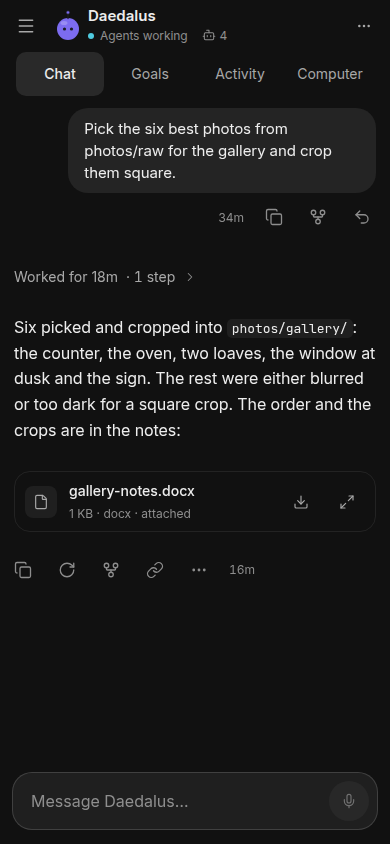 Daedalus
Agents working 4
Chat Goals Activity Computer
Pick the six best photos from
photos/raw for the gallery and crop
them square.
34m
Worked for 18m · 1 step
Six picked and cropped into photos/gallery/:
the counter, the oven, two loaves, the window at
dusk and the sign. The rest were either blurred
or too dark for a square crop. The order and the
crops are in the notes:
gallery-notes.docx
1 KB · docx · attached
16m
Message Daedalus...